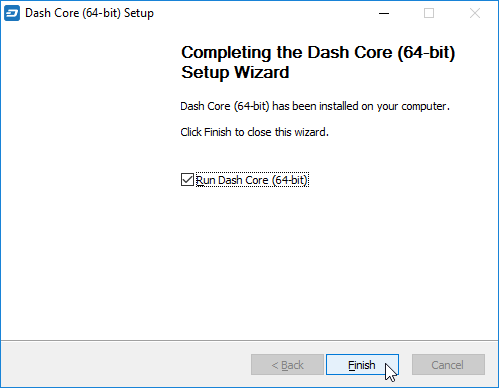 Dash Core (64-bit) Setup
Completing the Dash Core (64-bit)
Setup Wizard
Dash Core (64-bit) has been installed on your computer.
Click Finish to close this wizard.
Run Dash Core (64-bit)
< Back
Finish
Cancel